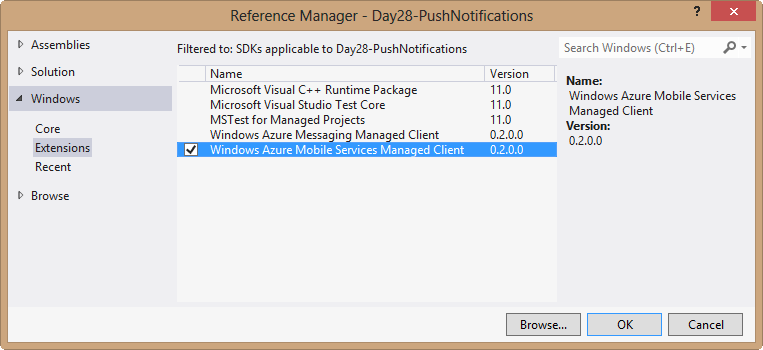 Reference Manager - Day28-PushNotifications
?
Assemblies
Solution
Windows
Core
Extensions
Recent
Browse
Filtered to: SDKs applicable to Day28-PushNotifications
Search Windows (Ctrl+E)
Name Version
Microsoft Visual C++ Runtime Package 11.0
Microsoft Visual Studio Test Core 11.0
MSTest for Managed Projects 11.0
Windows Azure Messaging Managed Client 0.2.0.0
Windows Azure Mobile Services Managed Client 0.2.0.0
Name:
Windows Azure Mobile Services
Managed Client
Version:
0.2.0.0
Browse... OK Cancel